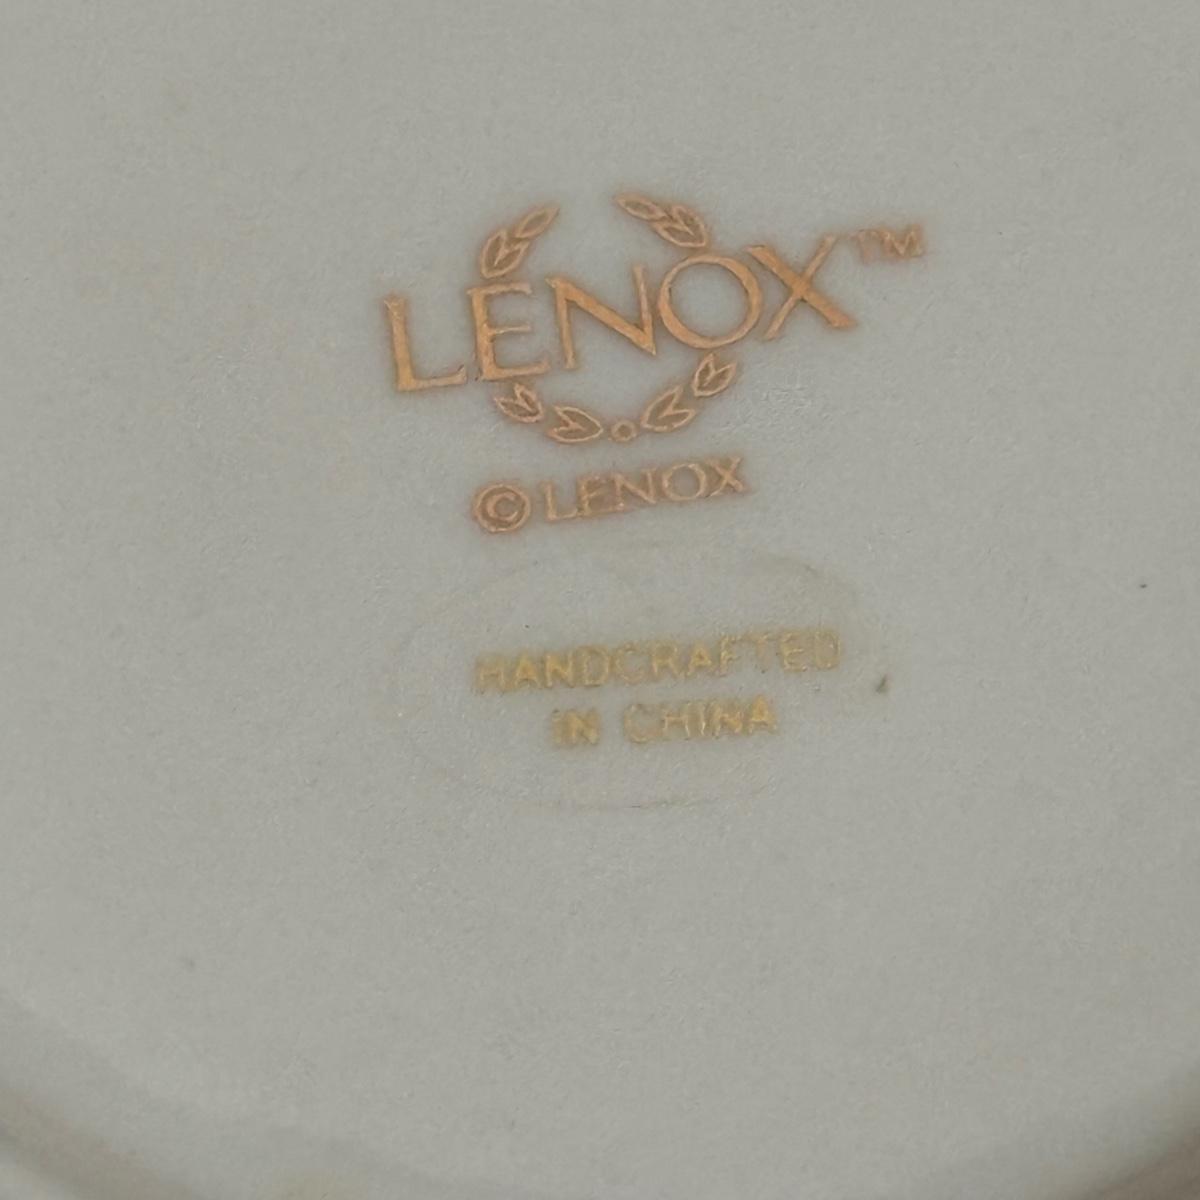 LENOX™
© LENOX
HANDCRAFTED
IN CHINA